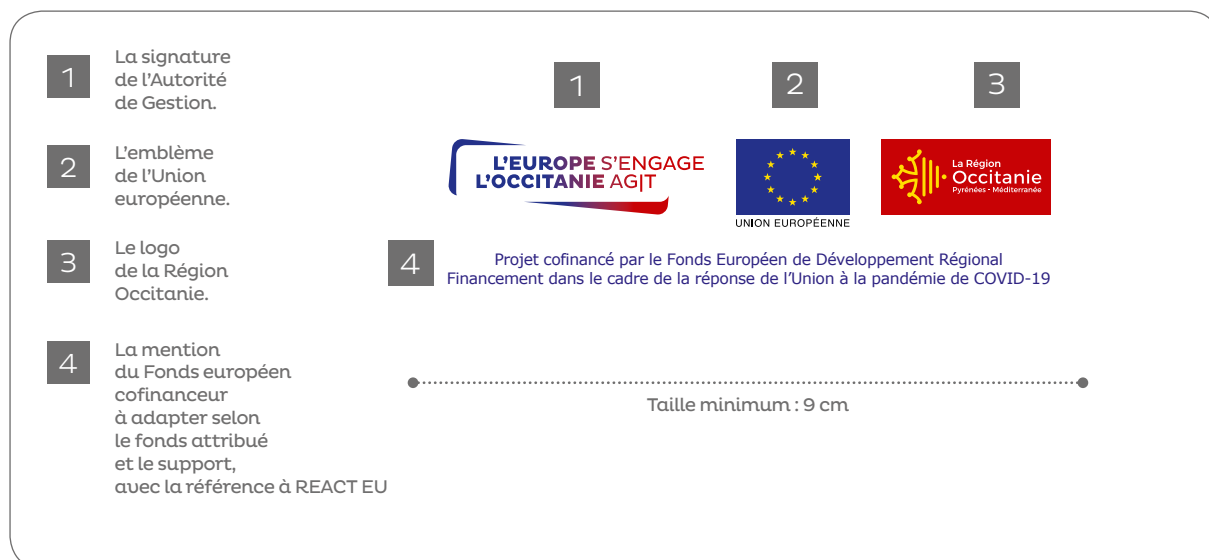 1
La signature
de l'Autorité
de Gestion.
2
L'emblème
de l'Union
européenne.
3
Le logo
de la Région
Occitanie.
4
La mention
du Fonds européen
cofinanceur
à adapter selon
le fonds attribué
et le support,
avec la référence à REACT EU
1
2
3
L'EUROPE S'ENGAGE
L'OCCITANIE AG|T
UNION EUROPÉENNE
La Région
Occitanie
Pyrénées - Méditerranée
4
Projet cofinancé par le Fonds Européen de Développement Régional
Financement dans le cadre de la réponse de l'Union à la pandémie de COVID-19
Taille minimum : 9 cm